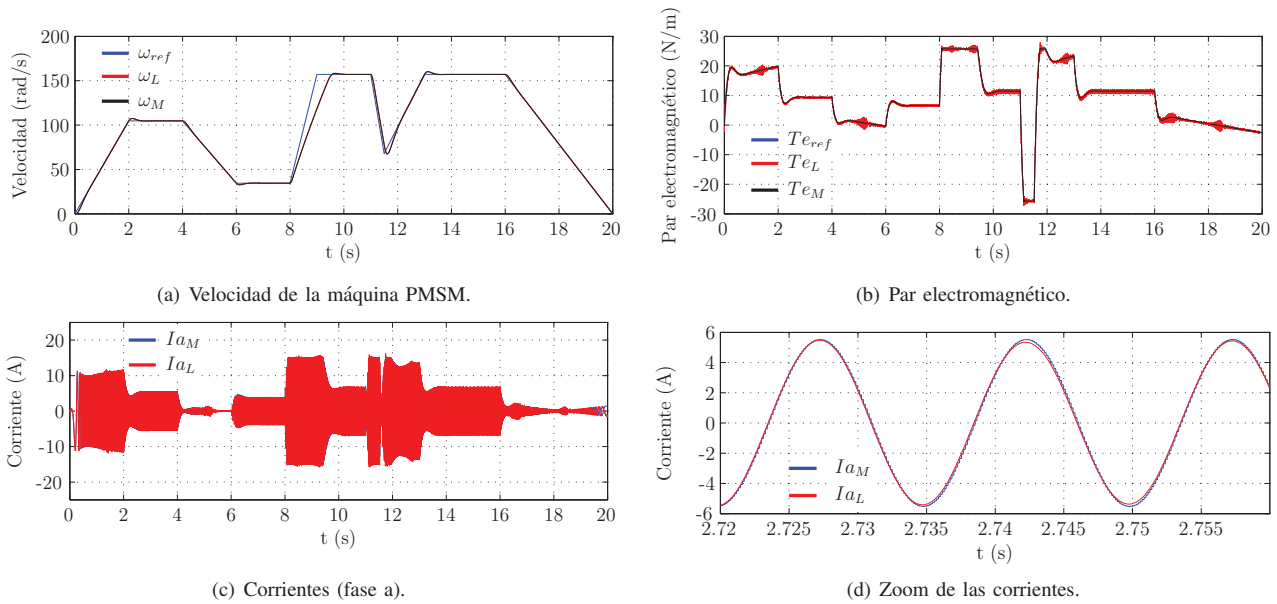 Velocidad (rad/s)
200
150
100
50
0
ω_ref
ω_L
ω_M
0 2 4 6 8 10 12 14 16 18 20
t (s)
(a) Velocidad de la máquina PMSM.
Par electromagnético (N/m)
30
20
10
0
-10
-20
-30
Te_ref
Te_L
Te_M
0 2 4 6 8 10 12 14 16 18 20
t (s)
(b) Par electromagnético.
Corriente (A)
20
10
0
-10
-20
Ia_M
Ia_L
0 2 4 6 8 10 12 14 16 18 20
t (s)
(c) Corrientes (fase a).
Corriente (A)
6
4
2
0
-2
-4
-6
Ia_M
Ia_L
2.72 2.725 2.73 2.735 2.74 2.745 2.75 2.755
t (s)
(d) Zoom de las corrientes.